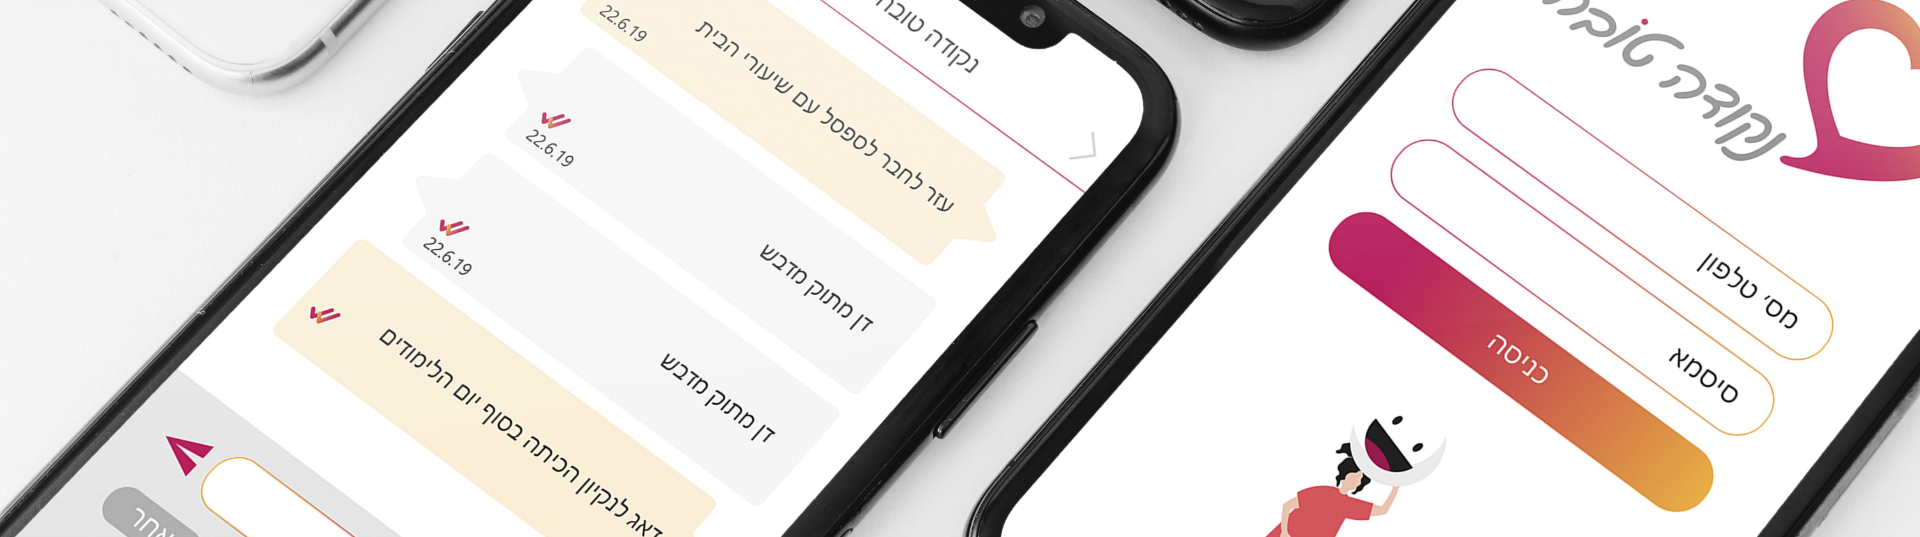 נקודה טובה
22.6.19
עזר לחבר לספסל עם שיעורי הבית
22.6.19
דן מתוק מדבש
22.6.19
דן מתוק מדבש
דאג לנקיון הכיתה בסוף יום הלימודים
נקודה טובה
מס׳ טלפון
סיסמא
כניסה